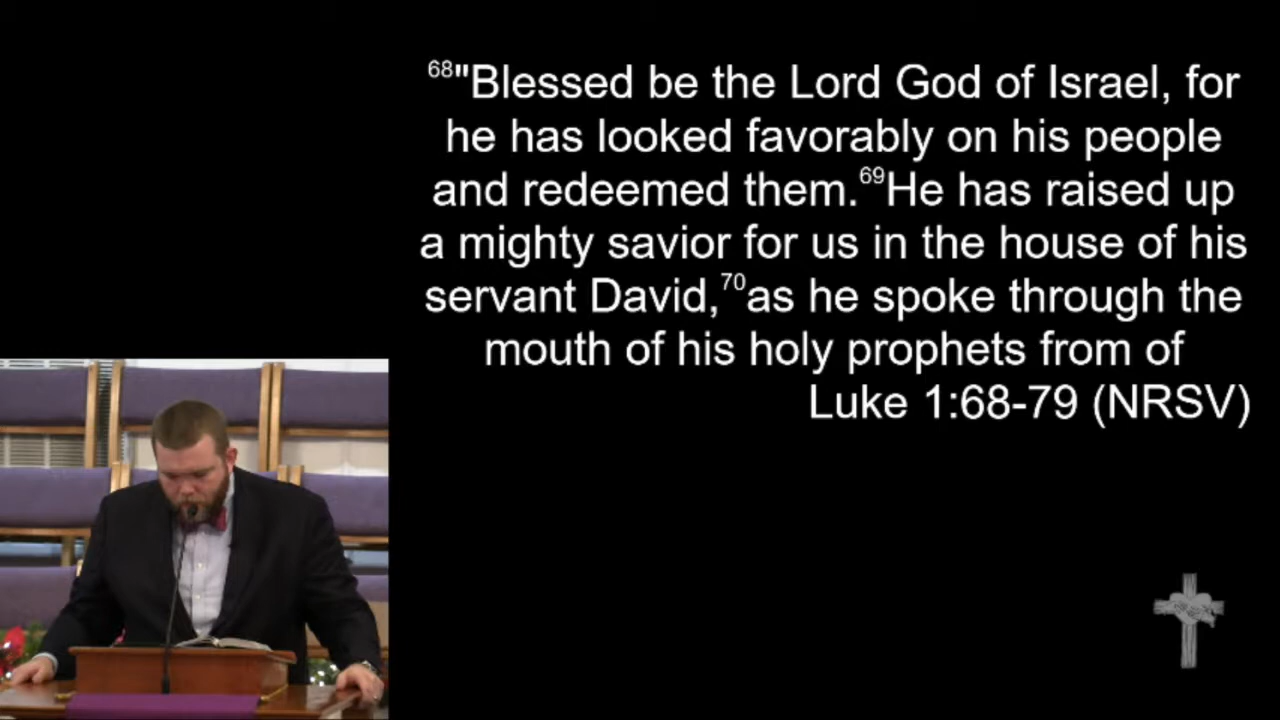 68"Blessed be the Lord God of Israel, for
he has looked favorably on his people
and redeemed them.69He has raised up
a mighty savior for us in the house of his
servant David,70as he spoke through the
mouth of his holy prophets from of
Luke 1:68-79 (NRSV)